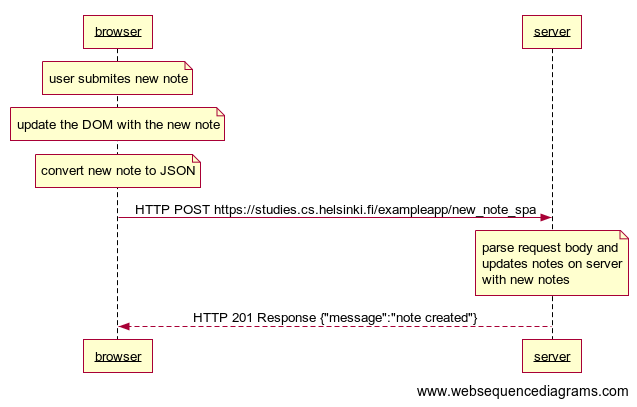 browser
server
user submites new note
update the DOM with the new note
convert new note to JSON
HTTP POST https://studies.cs.helsinki.fi/exampleapp/new_note_spa
parse request body and
updates notes on server
with new notes
HTTP 201 Response {"message":"note created"}
browser
server
www.websequencediagrams.com